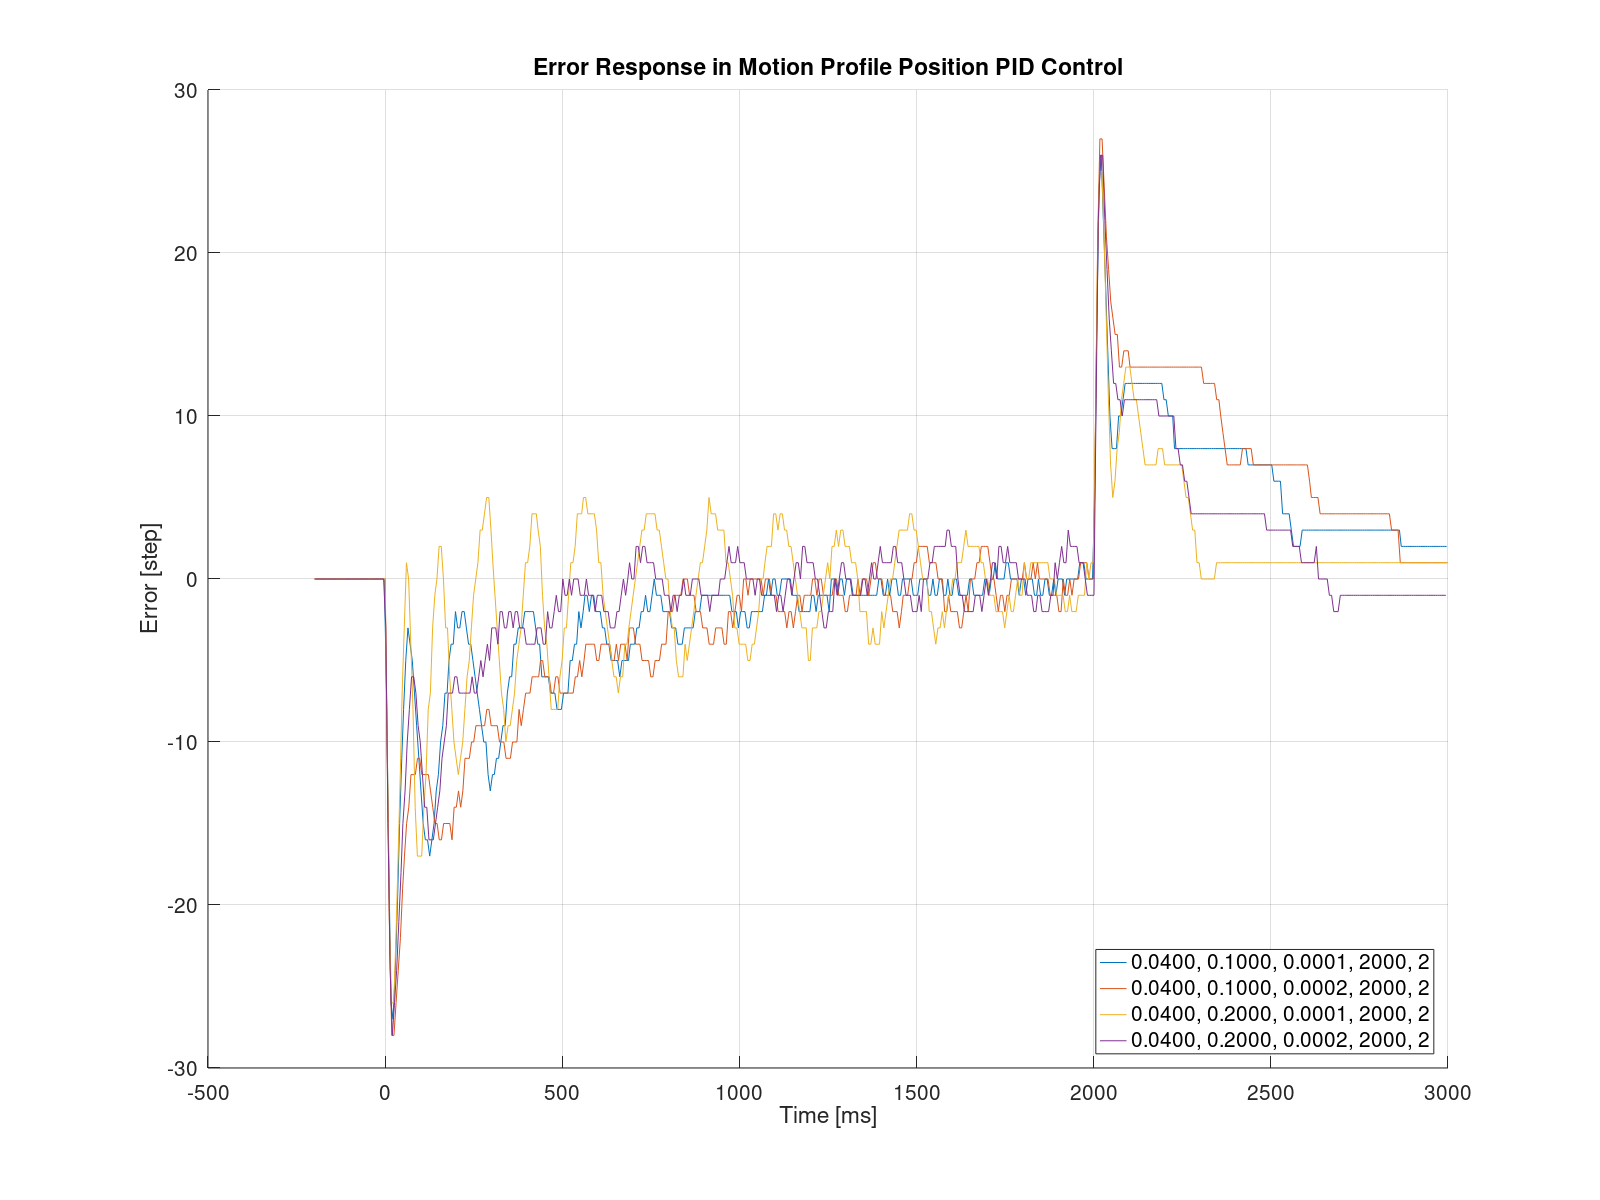 Error Response in Motion Profile Position PID Control
30
20
10
0
-10
-20
-30
Error [step]
-500
0
500
1000
1500
2000
2500
3000
Time [ms]
0.0400, 0.1000, 0.0001, 2000, 2
0.0400, 0.1000, 0.0002, 2000, 2
0.0400, 0.2000, 0.0001, 2000, 2
0.0400, 0.2000, 0.0002, 2000, 2